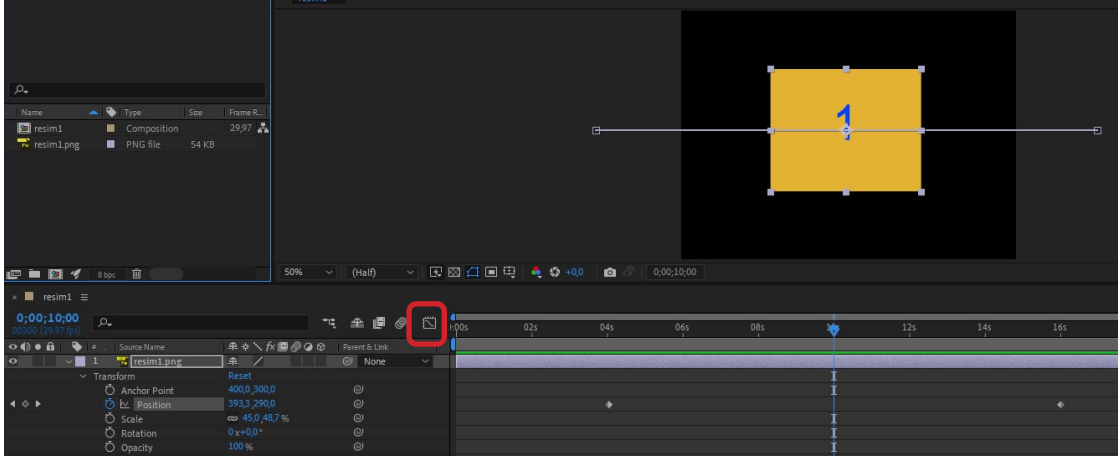 resim1
Name Type Size Frame R...
resim1 Composition 29,97
resim1.png PNG file 54 KB
1
8 bpc
50% (Half) +0,0 0;00;10;00
resim1
0;00;10;00
00300 (29.97 fps)
:00s 02s 04s 06s 08s 10s 12s 14s 16s
# Source Name Parent & Link
1 resim1.png None
Transform Reset
Anchor Point 400,0,300,0
Position 393,3,290,0
Scale 45,0,48,7 %
Rotation 0x+0,0°
Opacity 100 %